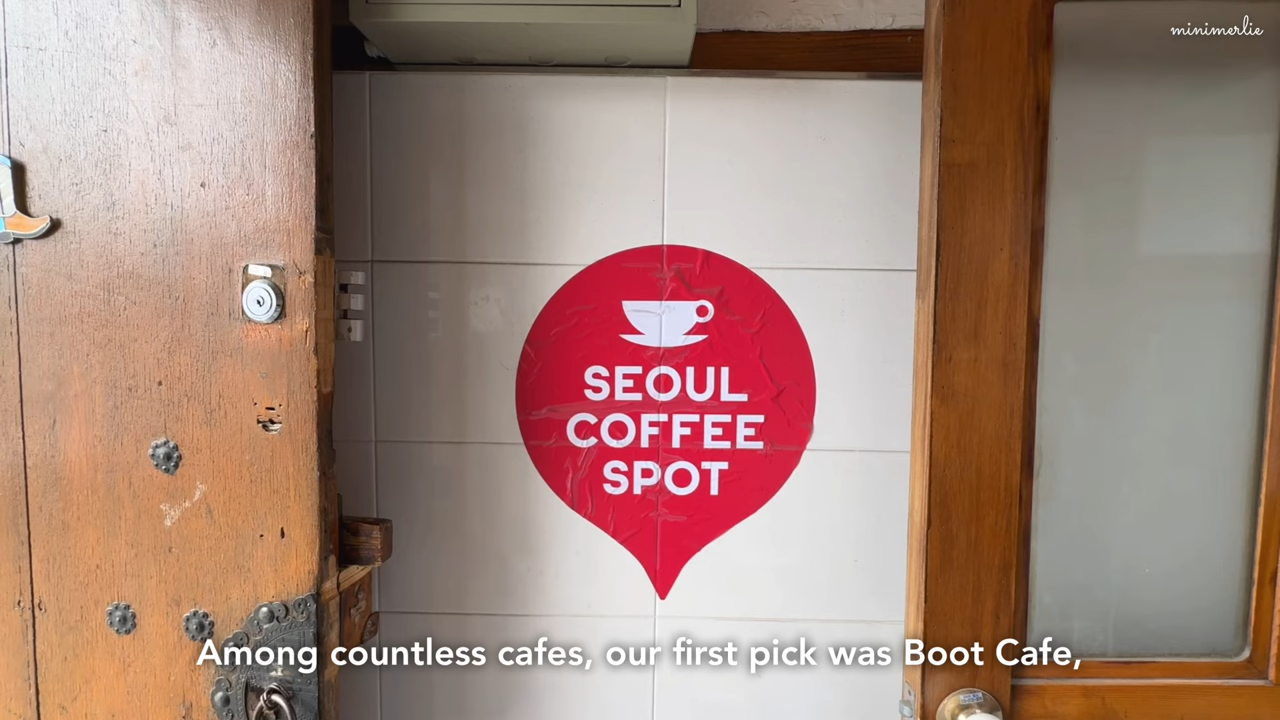 minimerlie
SEOUL
COFFEE
SPOT
Among countless cafes, our first pick was Boot Cafe,